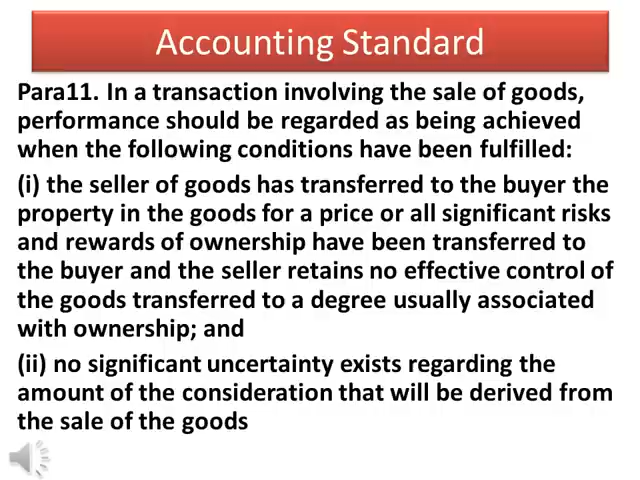 Accounting Standard
Para11. In a transaction involving the sale of goods,
performance should be regarded as being achieved
when the following conditions have been fulfilled:
(i) the seller of goods has transferred to the buyer the
property in the goods for a price or all significant risks
and rewards of ownership have been transferred to
the buyer and the seller retains no effective control of
the goods transferred to a degree usually associated
with ownership; and
(ii) no significant uncertainty exists regarding the
amount of the consideration that will be derived from
the sale of the goods